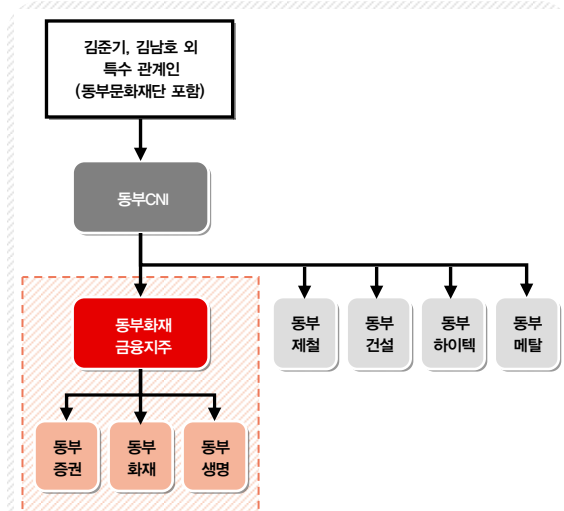 김준기, 김남호 외
특수 관계인
(동부문화재단 포함)
동부CNI
동부화재
금융지주
동부
제철
동부
건설
동부
하이텍
동부
메탈
동부
증권
동부
화재
동부
생명